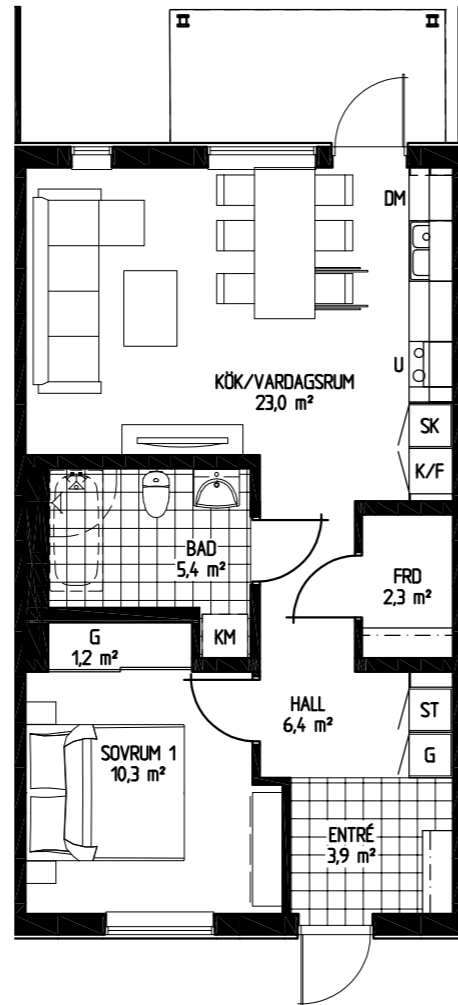 DM
U
KÖK/VARDAGSRUM
23,0 m²
SK
K/F
BAD
5,4 m²
FRD
2,3 m²
KM
G
1,2 m²
HALL
6,4 m²
ST
G
SOVRUM 1
10,3 m²
ENTRÉ
3,9 m²